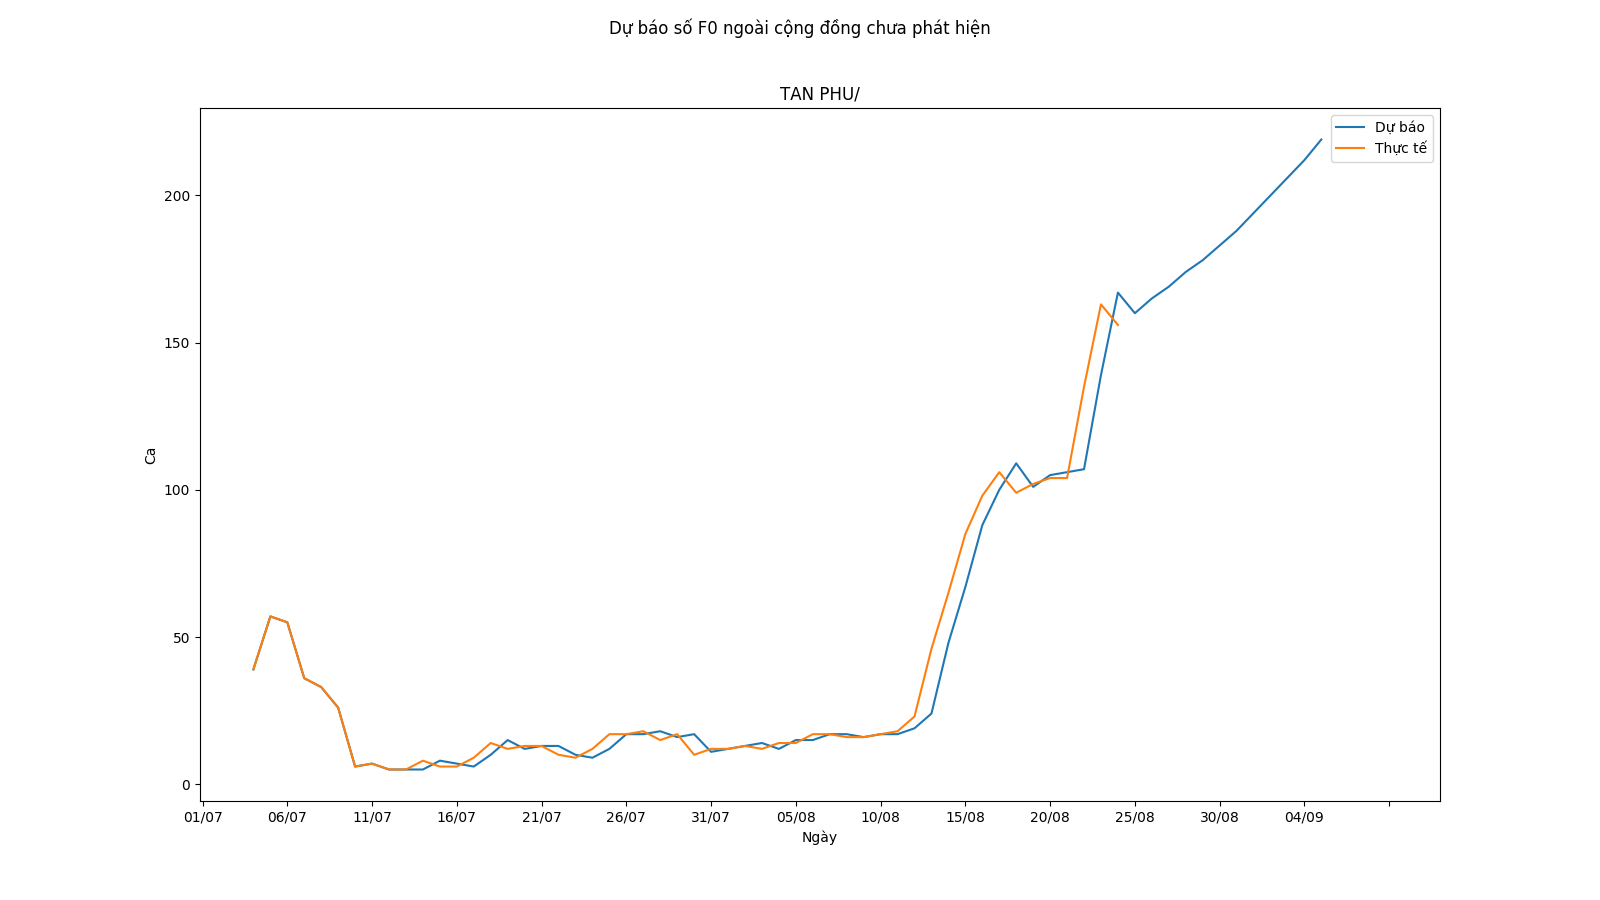 Dự báo số F0 ngoài cộng đồng chưa phát hiện
TAN PHU/
Dự báo
Thực tế
200
150
100
50
0
Ca
01/07 06/07 11/07 16/07 21/07 26/07 31/07 05/08 10/08 15/08 20/08 25/08 30/08 04/09
Ngày